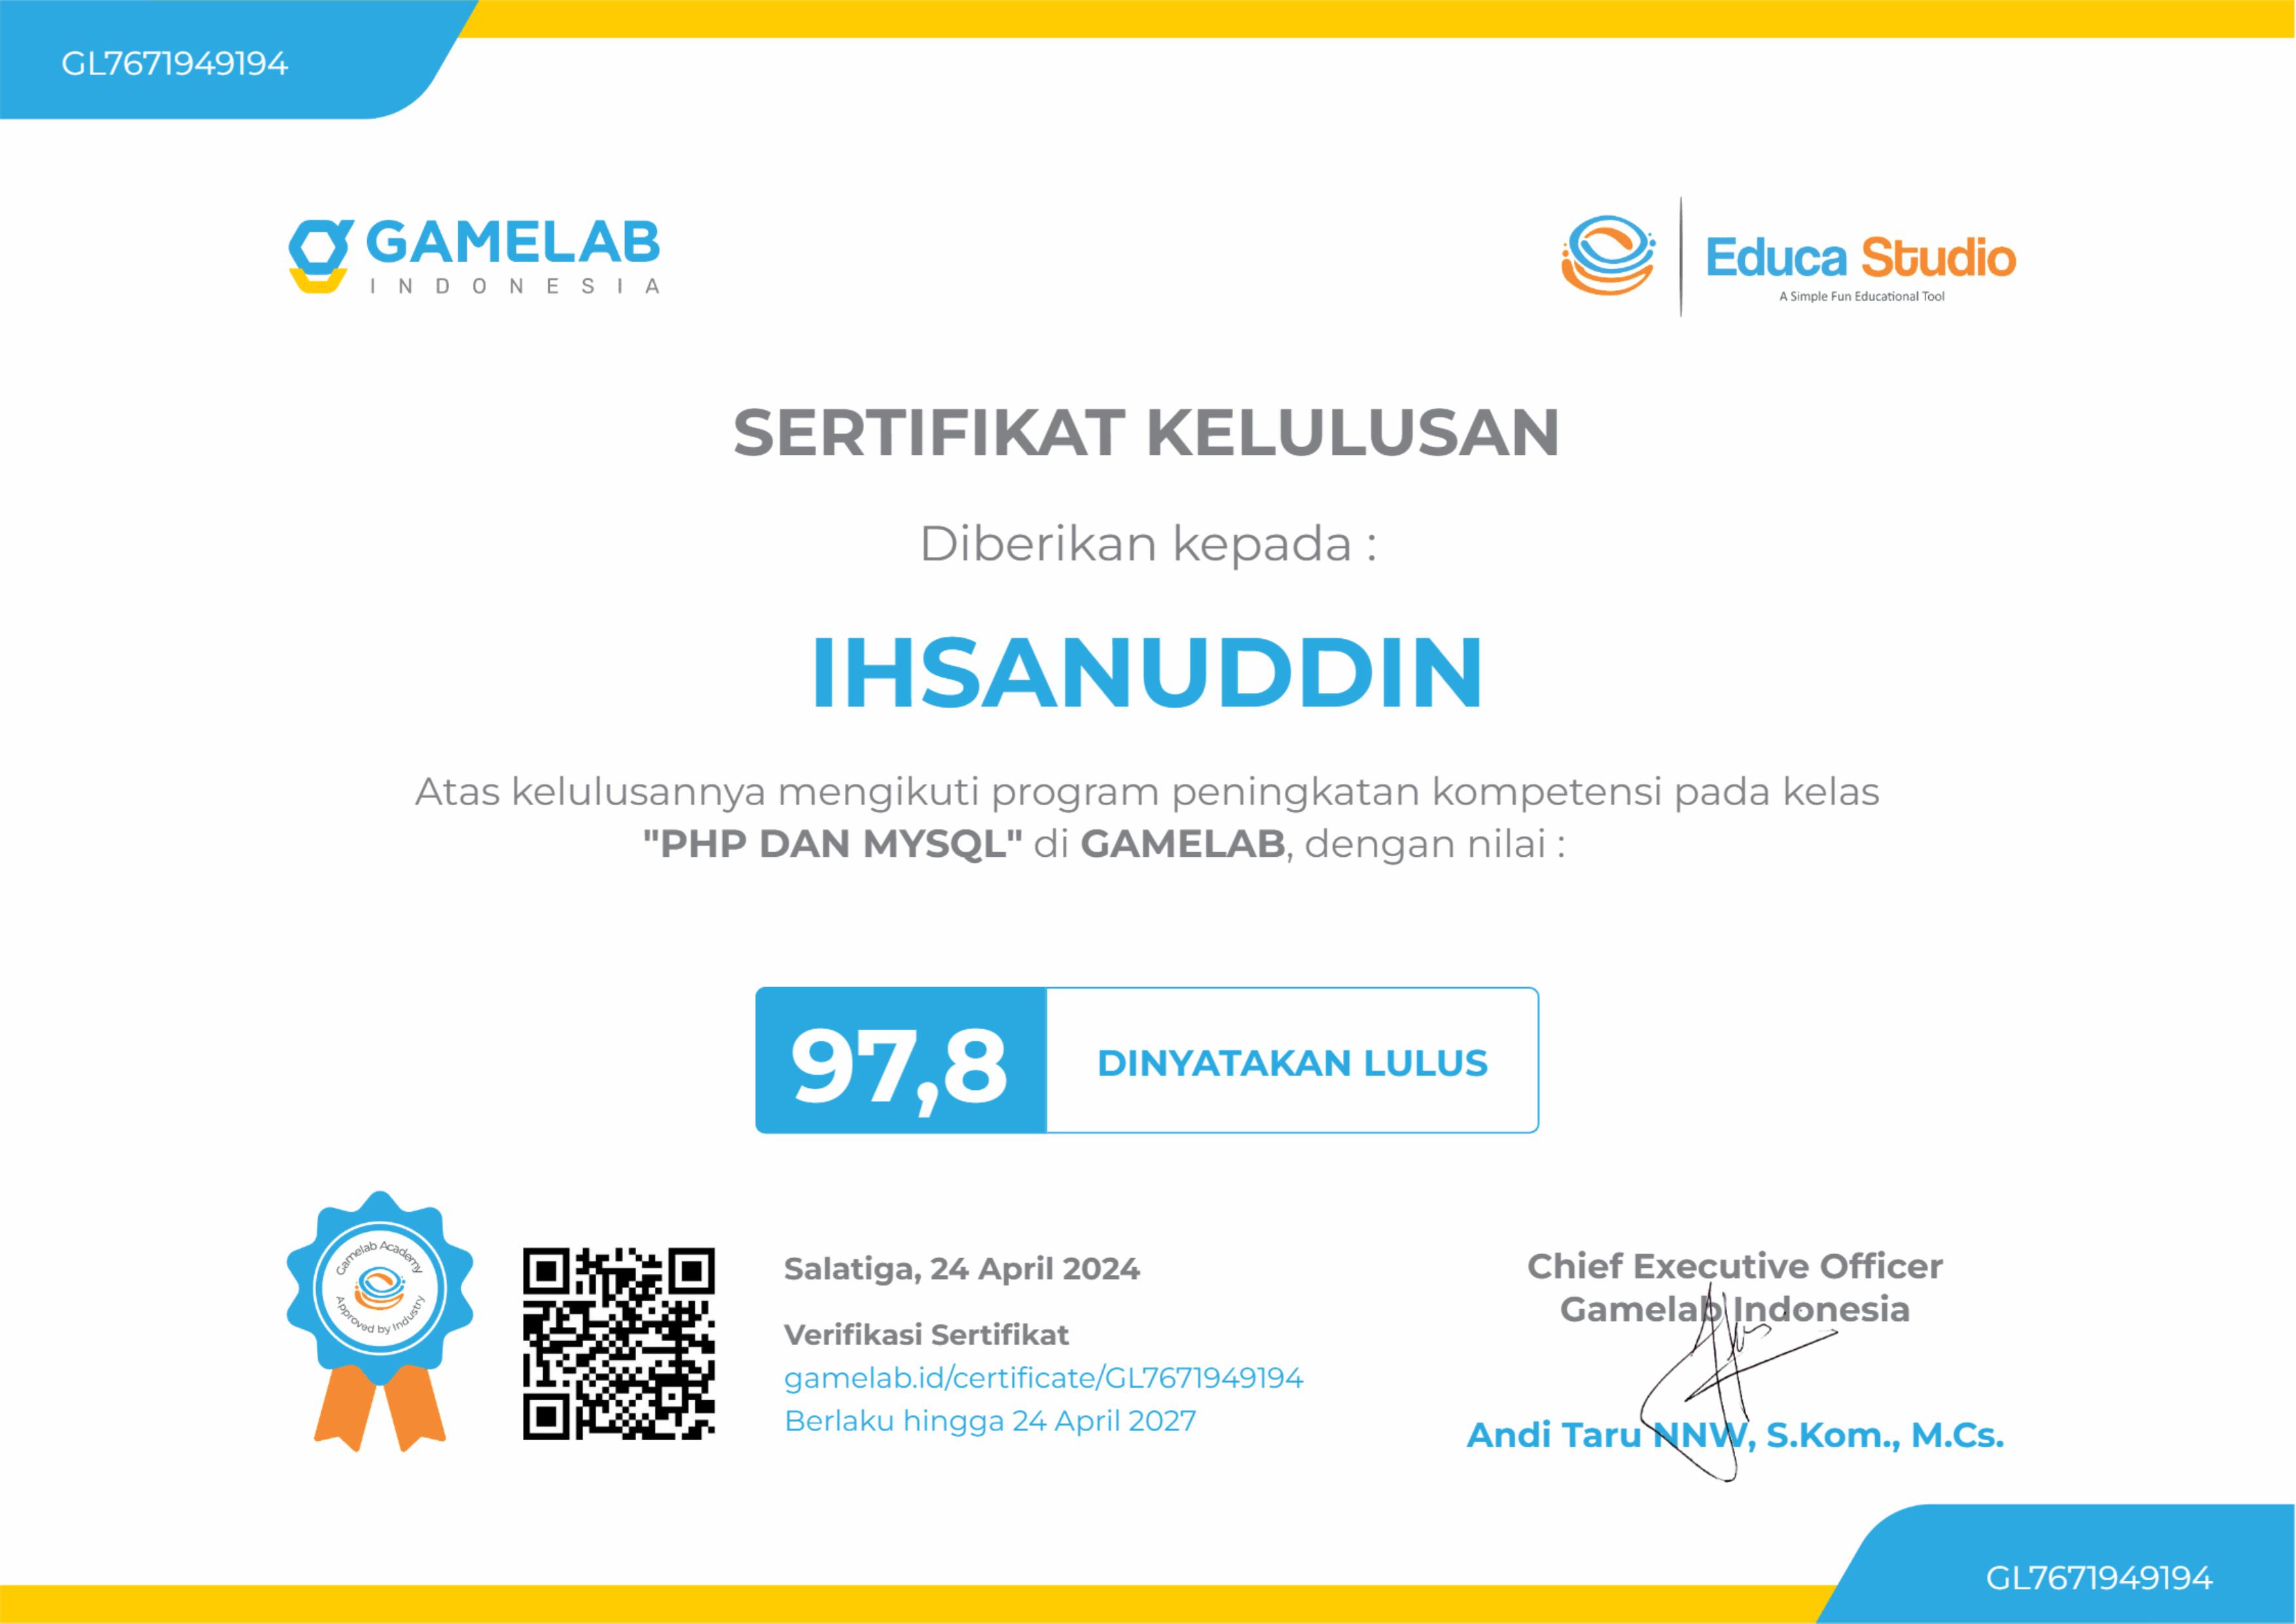 GL7671949194
GAMELAB
INDONESIA
Educa Studio
A Simple Fun Educational Tool
SERTIFIKAT KELULUSAN
Diberikan kepada :
IHSANUDDIN
Atas kelulusannya mengikuti program peningkatan kompetensi pada kelas
"PHP DAN MYSQL" di GAMELAB, dengan nilai :
97,8
DINYATAKAN LULUS
Gamelab Academy
Approved by Industry
Salatiga, 24 April 2024
Verifikasi Sertifikat
gamelab.id/certificate/GL7671949194
Berlaku hingga 24 April 2027
Chief Executive Officer
Gamelab Indonesia
Andi Taru NNW, S.Kom., M.Cs.
GL7671949194